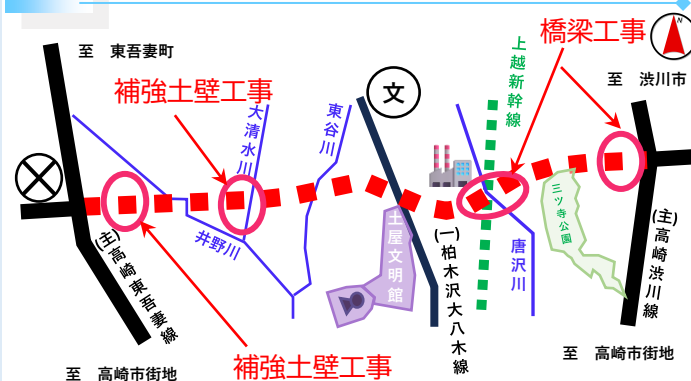 橋梁工事
N
至 東吾妻町
上越新幹線
至 渋川市
補強土壁工事
文
大清水川
東谷川
三ツ寺公園
井野川
土屋文明館
(主)高崎東吾妻線
(一)柏木沢大八木線
唐沢川
(主)高崎渋川線
至 高崎市街地
補強土壁工事
至 高崎市街地